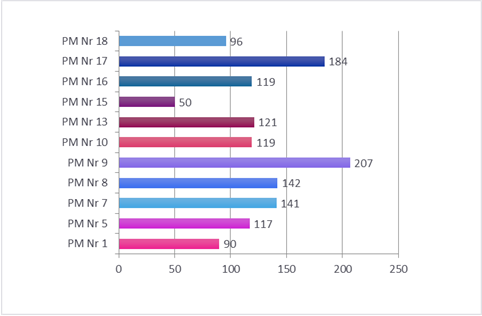 PM Nr 18 96
PM Nr 17 184
PM Nr 16 119
PM Nr 15 50
PM Nr 13 121
PM Nr 10 119
PM Nr 9 207
PM Nr 8 142
PM Nr 7 141
PM Nr 5 117
PM Nr 1 90
0 50 100 150 200 250